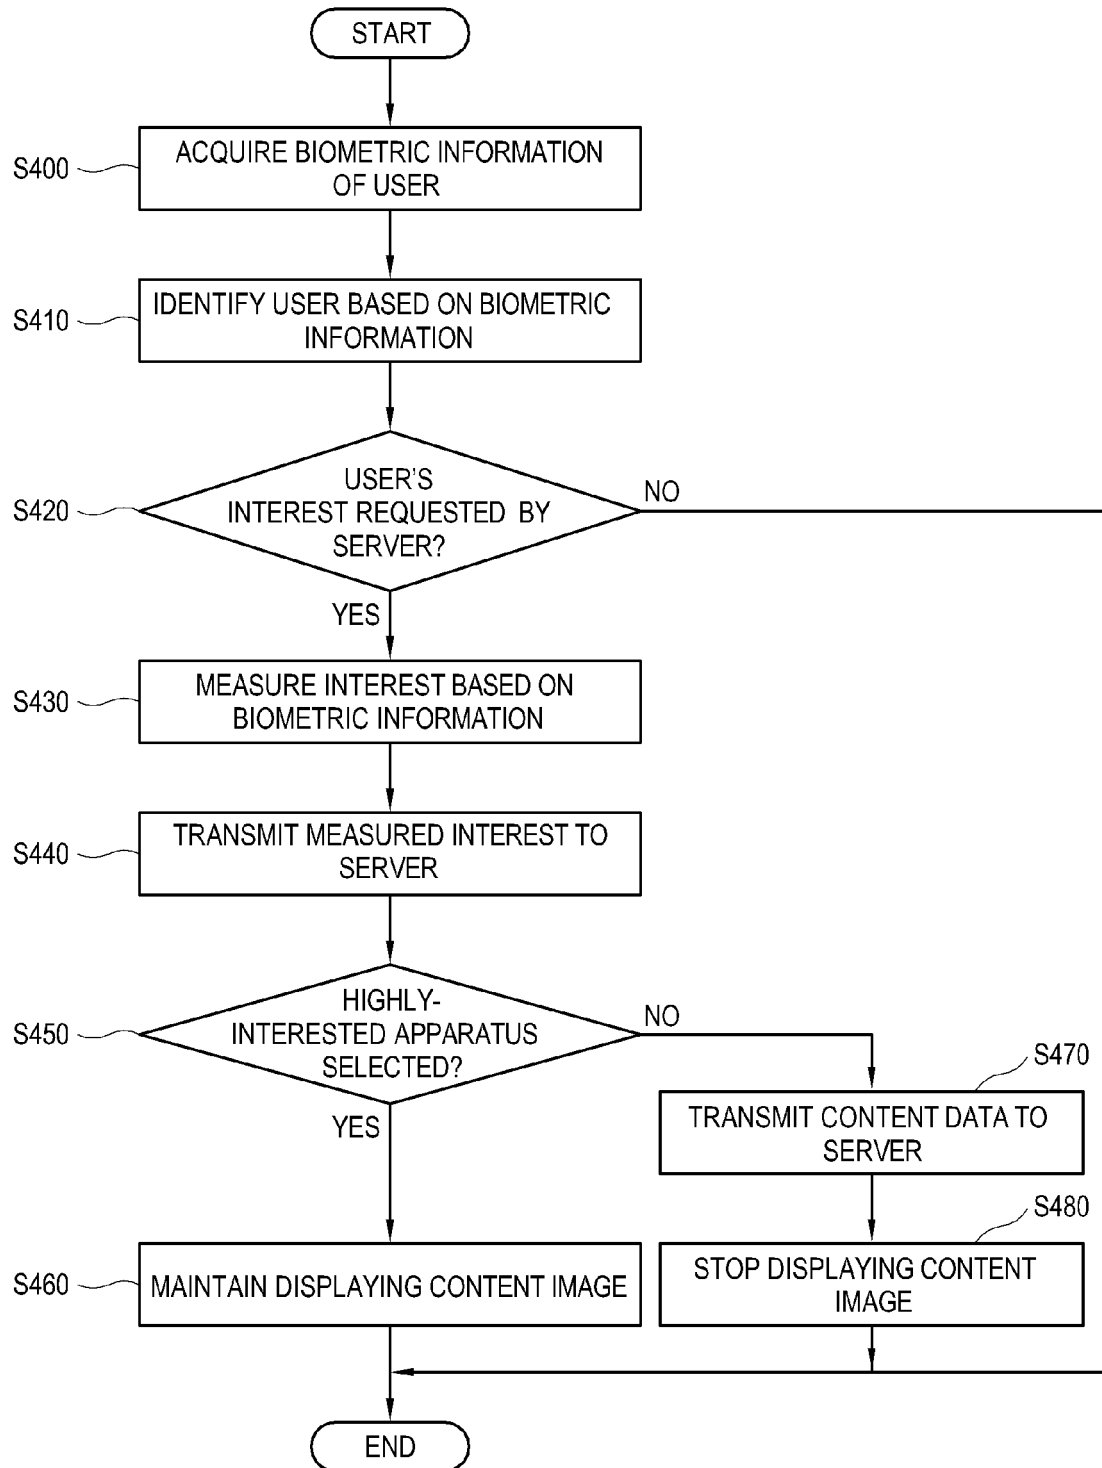 START
S400
ACQUIRE BIOMETRIC INFORMATION
OF USER
S410
IDENTIFY USER BASED ON BIOMETRIC
INFORMATION
S420
USER'S
INTEREST REQUESTED BY
SERVER?
NO
YES
S430
MEASURE INTEREST BASED ON
BIOMETRIC INFORMATION
S440
TRANSMIT MEASURED INTEREST TO
SERVER
S450
HIGHLY-
INTERESTED APPARATUS
SELECTED?
NO
YES
S470
TRANSMIT CONTENT DATA TO
SERVER
S460
MAINTAIN DISPLAYING CONTENT IMAGE
S480
STOP DISPLAYING CONTENT
IMAGE
END